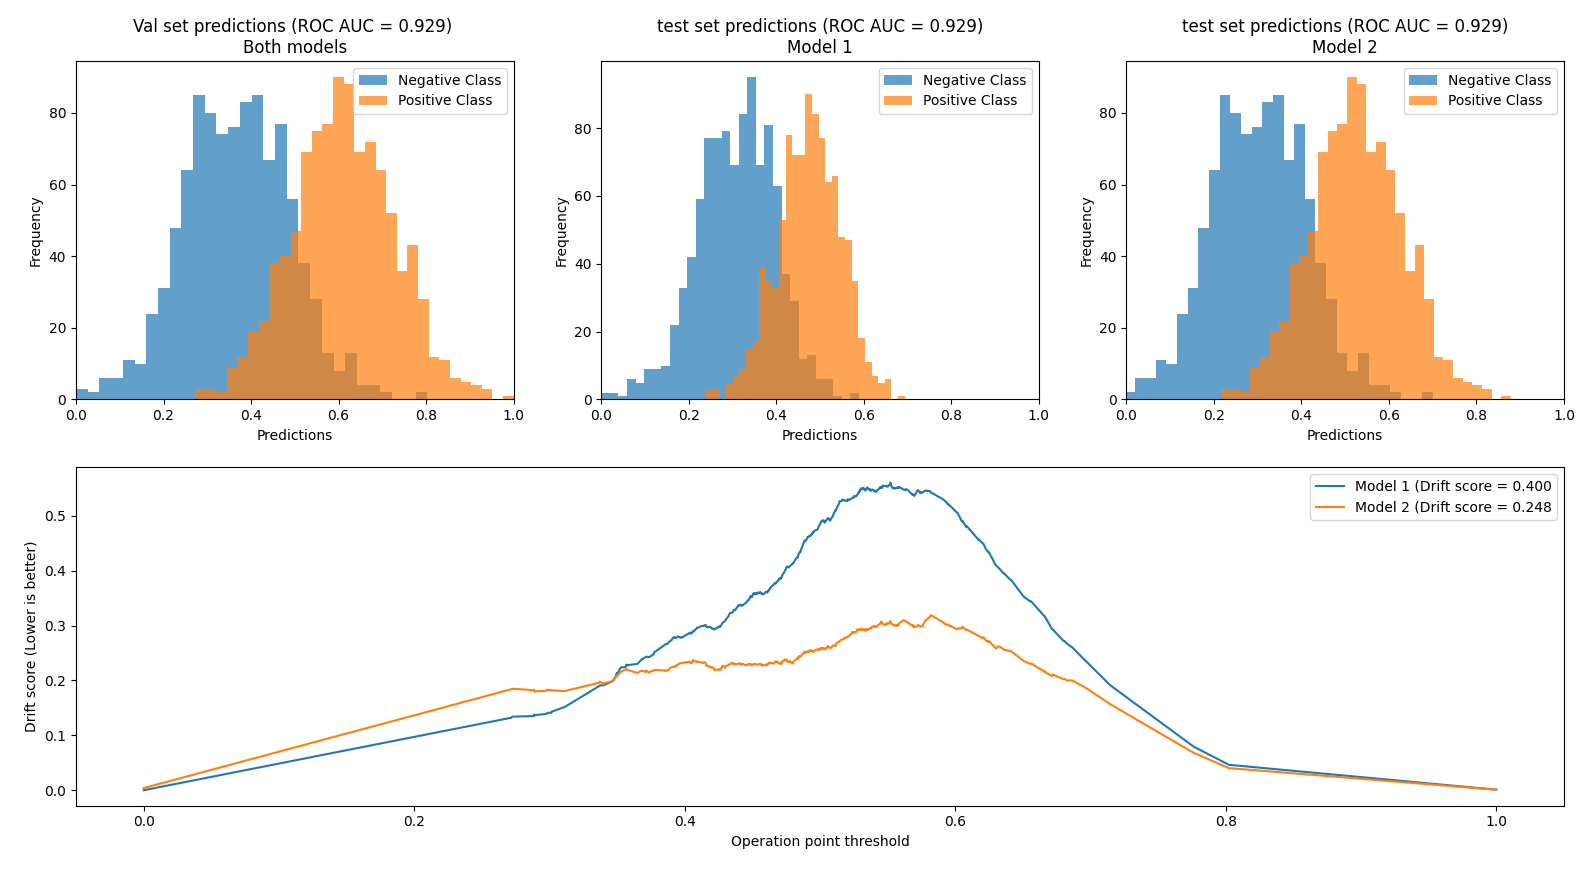 Val set predictions (ROC AUC = 0.929)
Both models
Negative Class
Positive Class
Frequency
80
60
40
20
0
0.0 0.2 0.4 0.6 0.8 1.0
Predictions
test set predictions (ROC AUC = 0.929)
Model 1
Negative Class
Positive Class
Frequency
80
60
40
20
0
0.0 0.2 0.4 0.6 0.8 1.0
Predictions
test set predictions (ROC AUC = 0.929)
Model 2
Negative Class
Positive Class
Frequency
80
60
40
20
0
0.0 0.2 0.4 0.6 0.8 1.0
Predictions
Model 1 (Drift score = 0.400
Model 2 (Drift score = 0.248
Drift score (Lower is better)
0.5
0.4
0.3
0.2
0.1
0.0
0.0 0.2 0.4 0.6 0.8 1.0
Operation point threshold